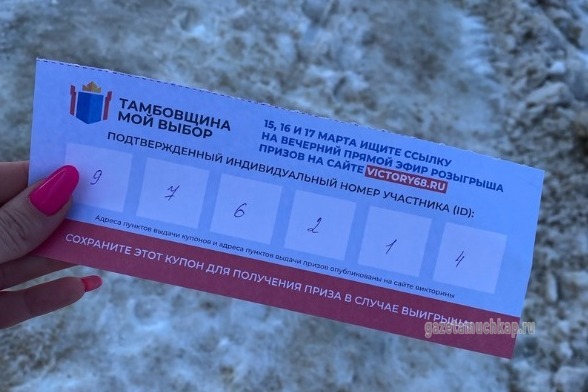 ТАМБОВЩИНА
МОЙ ВЫБОР
15, 16 И 17 МАРТА ИЩИТЕ ССЫЛКУ
НА ВЕЧЕРНИЙ ПРЯМОЙ ЭФИР РОЗЫГРЫША
ПРИЗОВ НА САЙТЕ VICTORY68.RU
ПОДТВЕРЖДЕННЫЙ ИНДИВИДУАЛЬНЫЙ НОМЕР УЧАСТНИКА (ID):
9 7 6 2 1 4
Адреса пунктов выдачи купонов и адреса пунктов выдачи призов опубликованы на сайте викторины
СОХРАНИТЕ ЭТОТ КУПОН ДЛЯ ПОЛУЧЕНИЯ ПРИЗА В СЛУЧАЕ ВЫИГРЫША
gazetamuchkap.ru